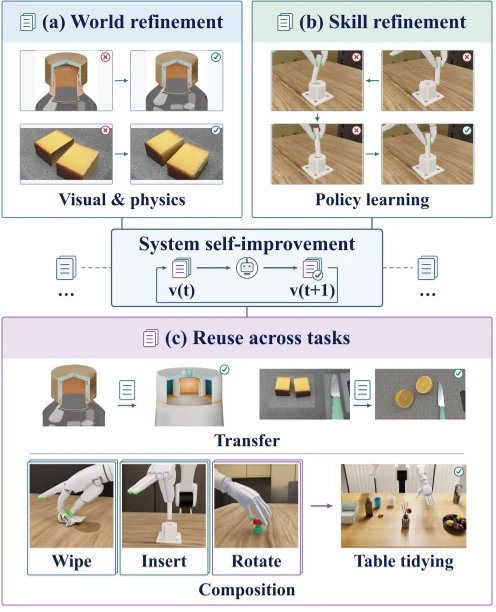 (a) World refinement
Visual & physics
(b) Skill refinement
Policy learning
System self-improvement
v(t)
v(t+1)
...
...
(c) Reuse across tasks
Transfer
Wipe
Insert
Rotate
Table tidying
Composition